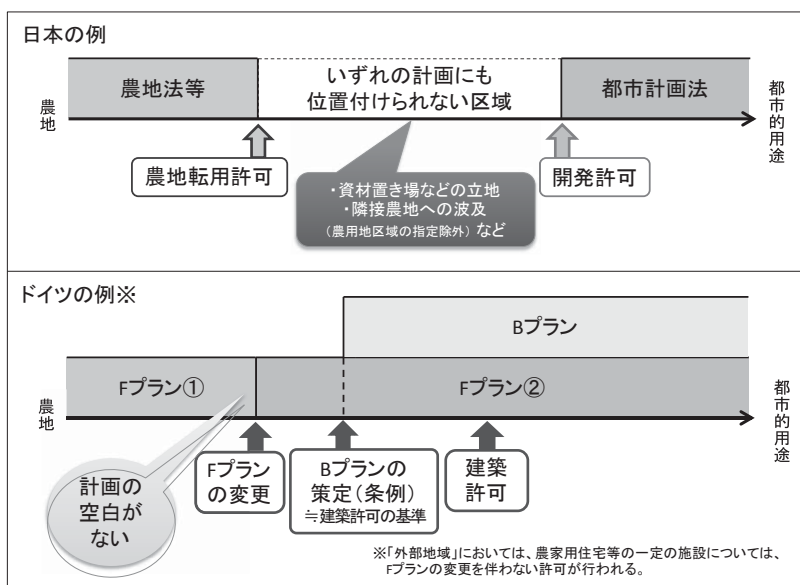 日本の例
農地法等
いずれの計画にも
位置付けられない区域
都市計画法
農地
都市的用途
農地転用許可
・資材置き場などの立地
・隣接農地への波及
(農用地区域の指定除外) など
開発許可
ドイツの例※
Bプラン
Fプラン①
Fプラン②
農地
都市的用途
計画の
空白が
ない
Fプラン
の変更
Bプランの
策定(条例)
≒建築許可の基準
建築
許可
※「外部地域」においては、農家用住宅等の一定の施設については、
Fプランの変更を伴わない許可が行われる。